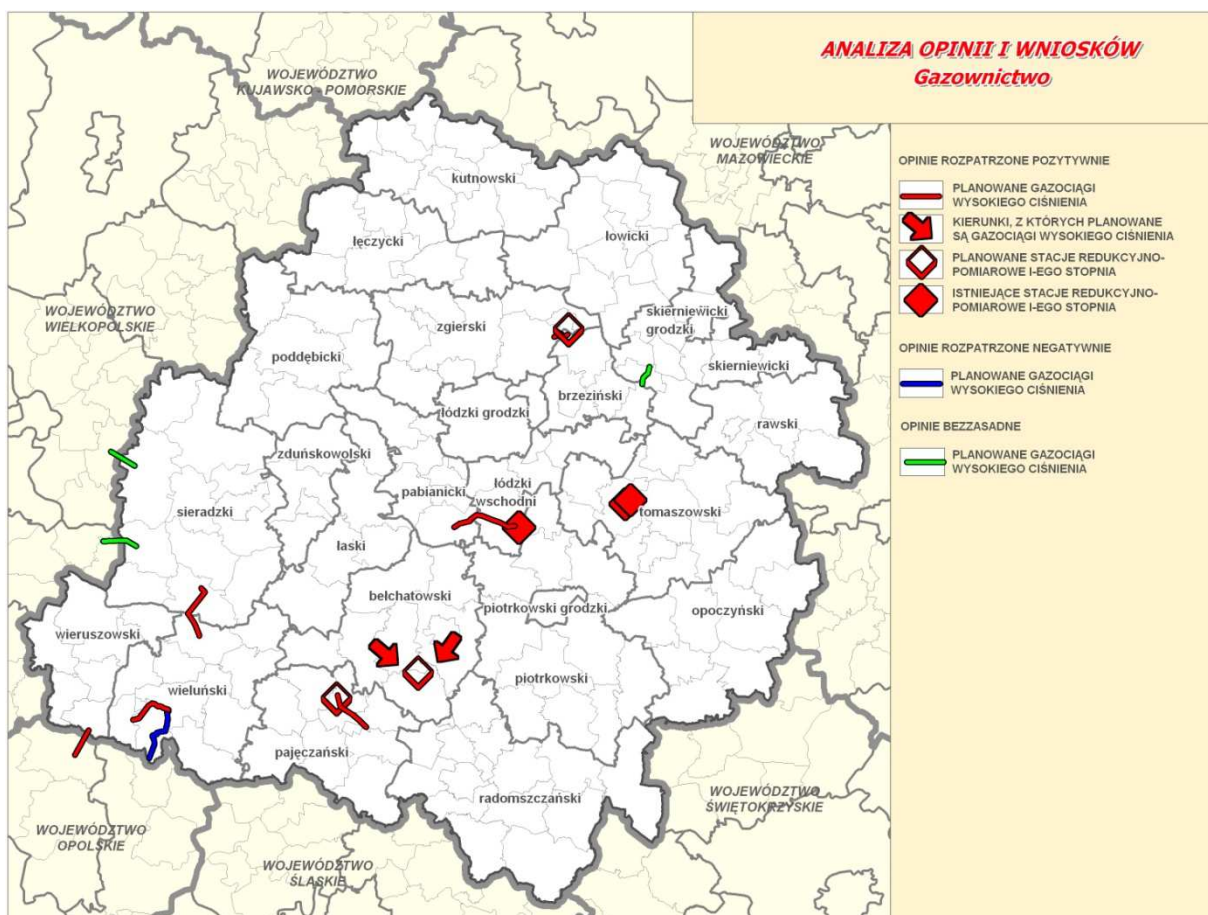 ANALIZA OPINII I WNIOSKÓW
Gazownictwo
OPINIE ROZPATRZONE POZYTYWNIE
PLANOWANE GAZOCIĄGI
WYSOKIEGO CIŚNIENIA
KIERUNKI, Z KTÓRYCH PLANOWANE
SĄ GAZOCIĄGI WYSOKIEGO CIŚNIENIA
PLANOWANE STACJE REDUKCYJNO-
POMIAROWE I-EGO STOPNIA
ISTNIEJĄCE STACJE REDUKCYJNO-
POMIAROWE I-EGO STOPNIA
OPINIE ROZPATRZONE NEGATYWNIE
PLANOWANE GAZOCIĄGI
WYSOKIEGO CIŚNIENIA
OPINIE BEZZASADNE
PLANOWANE GAZOCIĄGI
WYSOKIEGO CIŚNIENIA
WOJEWÓDZTWO
KUJAWSKO - POMORSKIE
WOJEWÓDZTWO
MAZOWIECKIE
kutnowski
łęczycki
łowicki
WOJEWÓDZTWO
WIELKOPOLSKIE
zgierski
skierniewicki
grodzki
poddębicki
skierniewicki
brzeziński
łódzki grodzki
rawski
zduńskowolski
pabianicki
łódzki
wschodni
sieradzki
tomaszowski
łaski
bełchatowski
piotrkowski grodzki
opoczyński
wieruszowski
wieluński
piotrkowski
pajęczański
radomszczański
WOJEWÓDZTWO
ŚWIĘTOKRZYSKIE
WOJEWÓDZTWO
OPOLSKIE
WOJEWÓDZTWO
ŚLĄSKIE